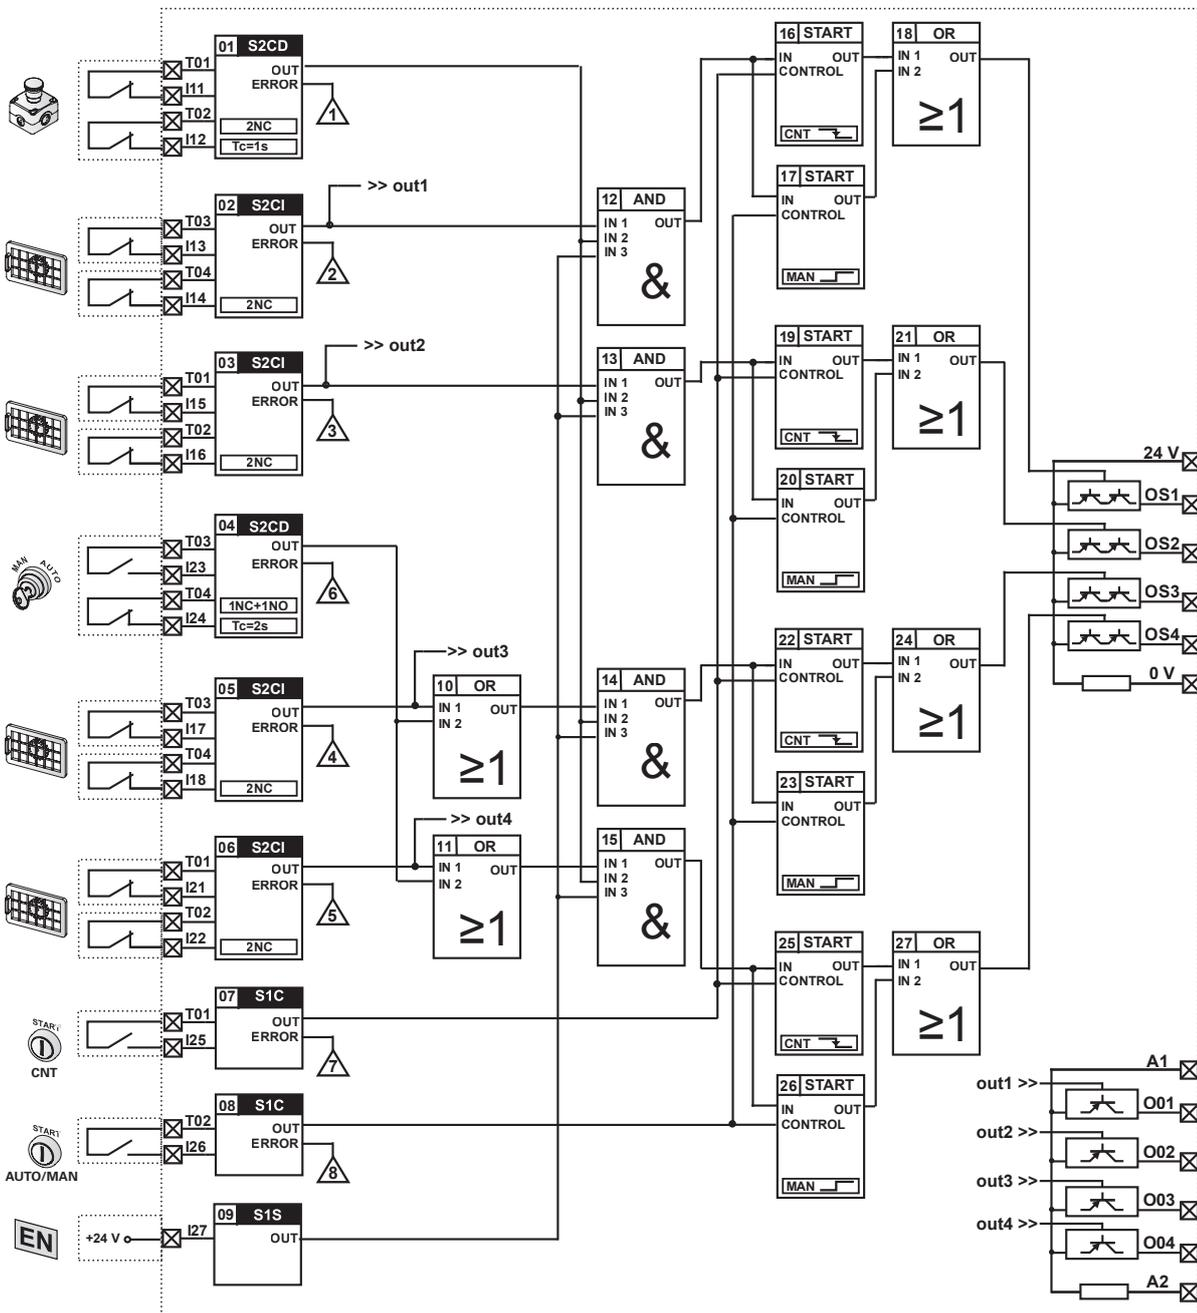 01 S2CD
T01
I11
T02
I12
OUT
ERROR
1
2NC
Tc=1s
>> out1
02 S2CI
T03
I13
T04
I14
OUT
ERROR
2
2NC
>> out2
03 S2CI
T01
I15
T02
I16
OUT
ERROR
3
2NC
MAN AUTO
04 S2CD
T03
I23
T04
I24
OUT
ERROR
6
1NC+1NO
Tc=2s
>> out3
05 S2CI
T03
I17
T04
I18
OUT
ERROR
4
2NC
>> out4
06 S2CI
T01
I21
T02
I22
OUT
ERROR
5
2NC
START
CNT
07 S1C
T01
I25
OUT
ERROR
7
START
AUTO/MAN
08 S1C
T02
I26
OUT
ERROR
8
EN
+24 V
I27
09 S1S
OUT
10 OR
IN 1 OUT
IN 2
≥1
11 OR
IN 1 OUT
IN 2
≥1
12 AND
IN 1 OUT
IN 2
IN 3
&
13 AND
IN 1 OUT
IN 2
IN 3
&
14 AND
IN 1 OUT
IN 2
IN 3
&
15 AND
IN 1 OUT
IN 2
IN 3
&
16 START
IN OUT
CONTROL
CNT
17 START
IN OUT
CONTROL
MAN
18 OR
IN 1 OUT
IN 2
≥1
19 START
IN OUT
CONTROL
CNT
20 START
IN OUT
CONTROL
MAN
21 OR
IN 1 OUT
IN 2
≥1
22 START
IN OUT
CONTROL
CNT
23 START
IN OUT
CONTROL
MAN
24 OR
IN 1 OUT
IN 2
≥1
25 START
IN OUT
CONTROL
CNT
26 START
IN OUT
CONTROL
MAN
27 OR
IN 1 OUT
IN 2
≥1
24 V
OS1
OS2
OS3
OS4
0 V
A1
out1 >>
O01
out2 >>
O02
out3 >>
O03
out4 >>
O04
A2